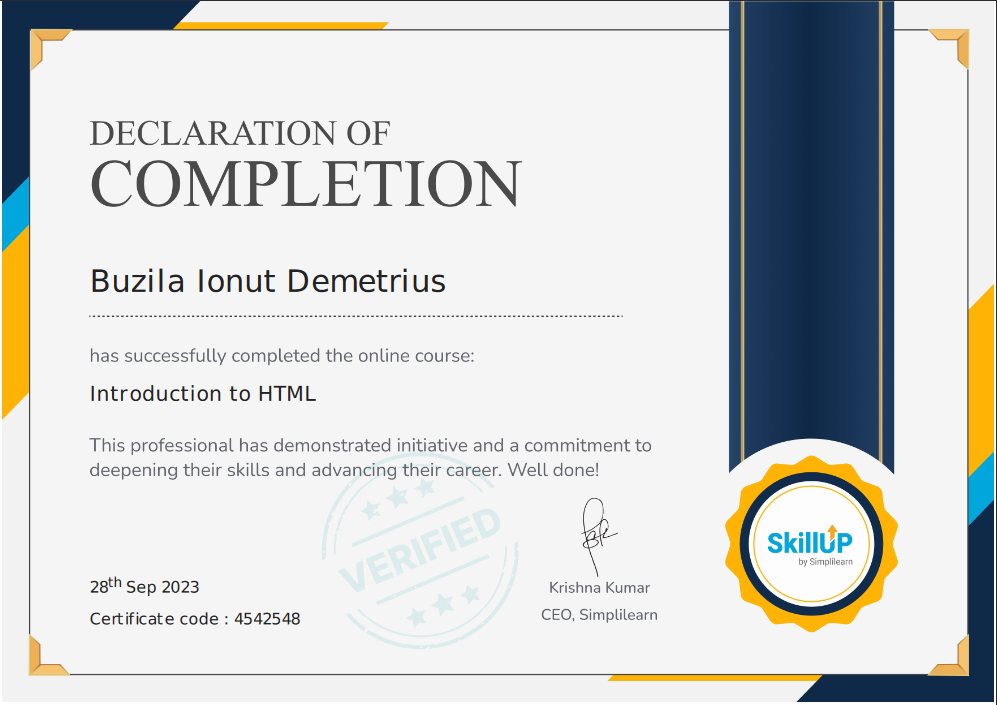 DECLARATION OF
COMPLETION
Buzila Ionut Demetrius
has successfully completed the online course:
Introduction to HTML
This professional has demonstrated initiative and a commitment to
deepening their skills and advancing their career. Well done!
VERIFIED
28th Sep 2023
Certificate code : 4542548
Krishna Kumar
CEO, Simplilearn
SkillUP
by Simplilearn